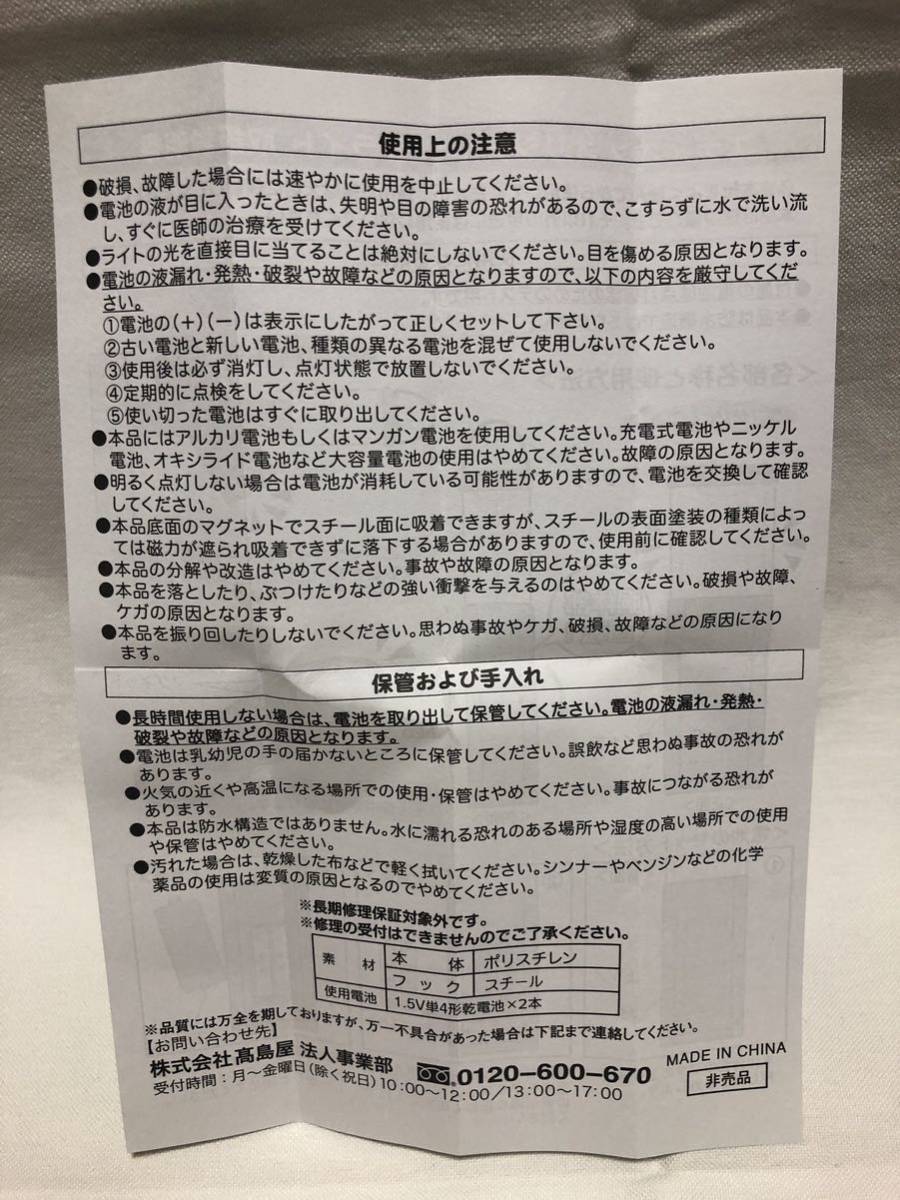 使用上の注意
●破損、故障した場合には速やかに使用を中止してください。
●電池の液が目に入ったときは、失明や目の障害の恐れがあるので、こすらずに水で洗い流
し、すぐに医師の治療を受けてください。
●ライトの光を直接目に当てることは絶対にしないでください。目を傷める原因となります。
●電池の液漏れ・発熱・破裂や故障などの原因となりますので、以下の内容を厳守してくだ
さい。
①電池の(+)(−)は表示にしたがって正しくセットして下さい。
②古い電池と新しい電池、種類の異なる電池を混ぜて使用しないでください。
③使用後は必ず消灯し、点灯状態で放置しないでください。
④定期的に点検をしてください。
⑤使い切った電池はすぐに取り出してください。
●本品にはアルカリ電池もしくはマンガン電池を使用してください。充電式電池やニッケル
電池、オキシライド電池など大容量電池の使用はやめてください。故障の原因となります。
●明るく点灯しない場合は電池が消耗している可能性がありますので、電池を交換して確認
してください。
●本品底面のマグネットでスチール面に吸着できますが、スチールの表面塗装の種類によっ
ては磁力が遮られ吸着できずに落下する場合がありますので、使用前に確認してください。
●本品の分解や改造はやめてください。事故や故障の原因となります。
●本品を落としたり、ぶつけたりなどの強い衝撃を与えるのはやめてください。破損や故障、
ケガの原因となります。
●本品を振り回したりしないでください。思わぬ事故やケガ、破損、故障などの原因になり
ます。
保管および手入れ
●長時間使用しない場合は、電池を取り出して保管してください。電池の液漏れ・発熱・
破裂や故障などの原因となります。
●電池は乳幼児の手の届かないところに保管してください。誤飲など思わぬ事故の恐れが
あります。
●火気の近くや高温になる場所での使用・保管はやめてください。事故につながる恐れが
あります。
●本品は防水構造ではありません。水に濡れる恐れのある場所や湿度の高い場所での使用
や保管はやめてください。
●汚れた場合は、乾燥した布などで軽く拭いてください。シンナーやベンジンなどの化学
薬品の使用は変質の原因となるのでやめてください。
※長期修理保証対象外です。
※修理の受付はできませんのでご了承ください。
素材 本体 ポリスチレン
フック スチール
使用電池 1.5V単4形乾電池×2本
※品質には万全を期しておりますが、万一不具合があった場合は下記まで連絡してください。
【お問い合わせ先】
株式会社髙島屋 法人事業部 0120−600−670
受付時間:月〜金曜日(除く祝日)10:00〜12:00/13:00〜17:00
MADE IN CHINA
非売品